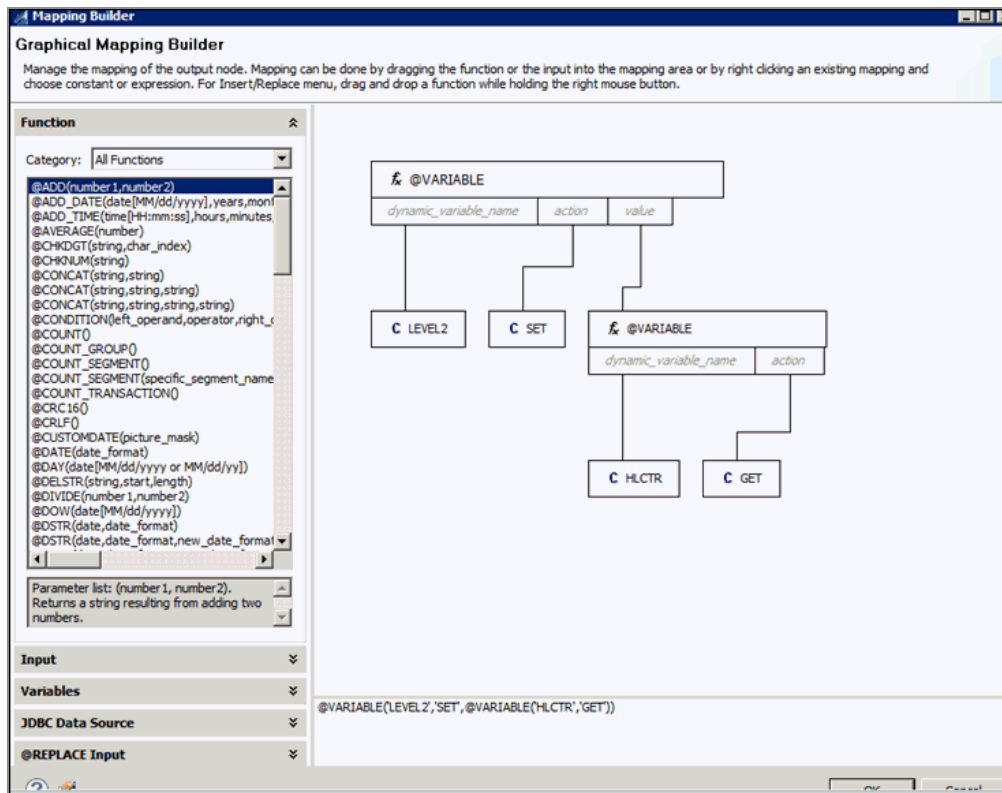 Mapping Builder
Graphical Mapping Builder
Manage the mapping of the output node. Mapping can be done by dragging the function or the input into the mapping area or by right clicking an existing mapping and
choose constant or expression. For Insert/Replace menu, drag and drop a function while holding the right mouse button.
Function
Category: All Functions
@ADD(number1,number2)
@ADD_DATE(date[MM/dd/yyyy],years,mont
@ADD_TIME(time[HH:mm:ss],hours,minutes,
@AVERAGE(number)
@CHKDGT(string,char_index)
@CHKNUM(string)
@CONCAT(string,string)
@CONCAT(string,string,string)
@CONCAT(string,string,string,string)
@CONDITION(left_operand,operator,right_o
@COUNT()
@COUNT_GROUP()
@COUNT_SEGMENT()
@COUNT_SEGMENT(specific_segment_name
@COUNT_TRANSACTION()
@CRC16()
@CRLF()
@CUSTOMDATE(picture_mask)
@DATE(date_format)
@DAY(date[MM/dd/yyyy or MM/dd/yy])
@DELSTR(string,start,length)
@DIVIDE(number1,number2)
@DOW(date[MM/dd/yyyy])
@DSTR(date,date_format)
@DSTR(date,date_format,new_date_format
Parameter list: (number1, number2).
Returns a string resulting from adding two
numbers.
Input
Variables
JDBC Data Source
@REPLACE Input
fx @VARIABLE
dynamic_variable_name action value
C LEVEL2 C SET fx @VARIABLE
dynamic_variable_name action
C HLCTR C GET
@VARIABLE('LEVEL2','SET',@VARIABLE('HLCTR','GET'))
OK Cancel